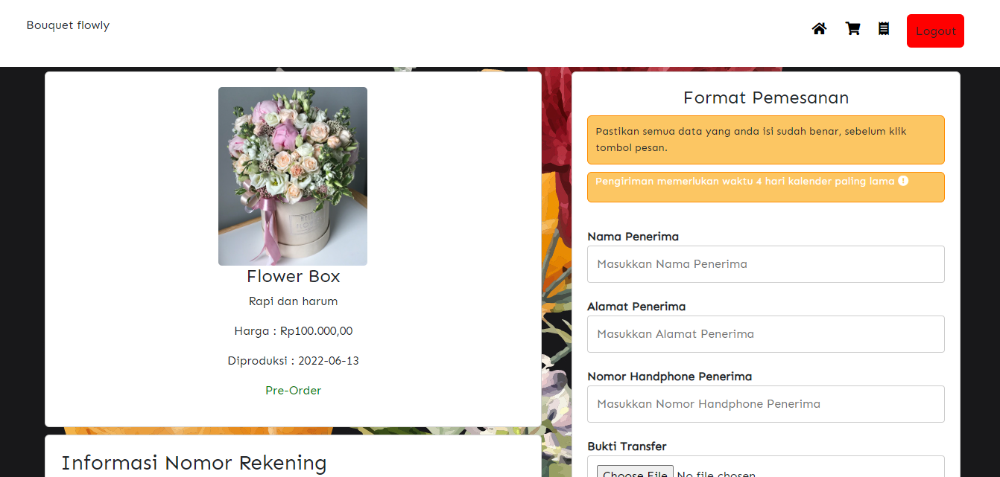 Bouquet flowly
Logout
Flower Box
Rapi dan harum
Harga : Rp100.000,00
Diproduksi : 2022-06-13
Pre-Order
Informasi Nomor Rekening
Format Pemesanan
Pastikan semua data yang anda isi sudah benar, sebelum klik
tombol pesan.
Pengiriman memerlukan waktu 4 hari kalender paling lama
Nama Penerima
Masukkan Nama Penerima
Alamat Penerima
Masukkan Alamat Penerima
Nomor Handphone Penerima
Masukkan Nomor Handphone Penerima
Bukti Transfer
Choose File No file chosen